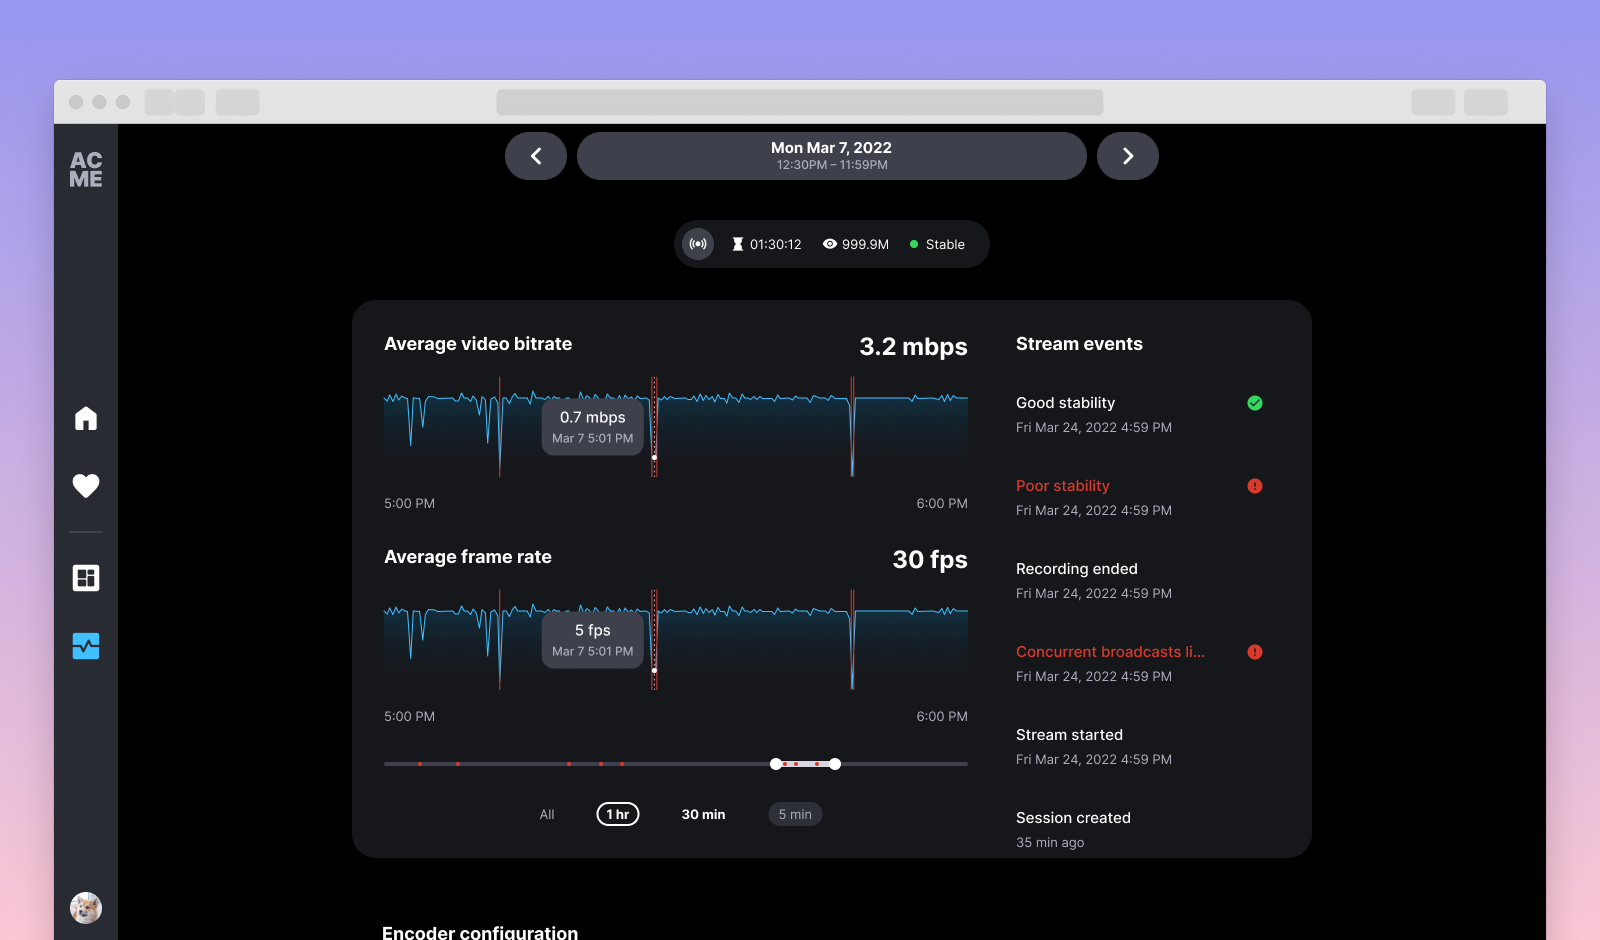 AC
ME
Mon Mar 7, 2022
12:30PM – 11:59PM
01:30:12
999.9M
Stable
Average video bitrate
3.2 mbps
0.7 mbps
Mar 7 5:01 PM
5:00 PM
6:00 PM
Average frame rate
30 fps
5 fps
Mar 7 5:01 PM
5:00 PM
6:00 PM
All
1 hr
30 min
5 min
Stream events
Good stability
Fri Mar 24, 2022 4:59 PM
Poor stability
Fri Mar 24, 2022 4:59 PM
Recording ended
Fri Mar 24, 2022 4:59 PM
Concurrent broadcasts li...
Fri Mar 24, 2022 4:59 PM
Stream started
Fri Mar 24, 2022 4:59 PM
Session created
35 min ago
Encoder configuration